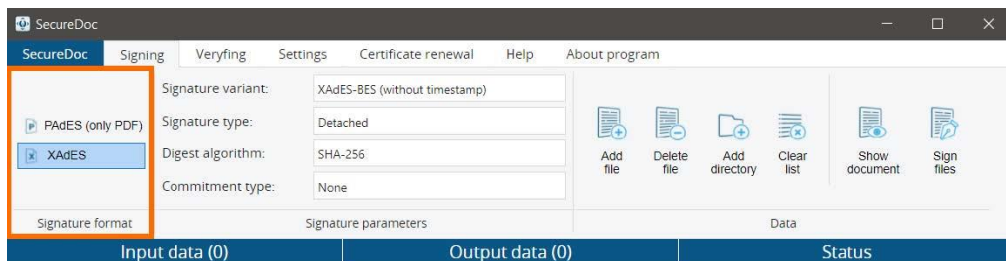 SecureDoc
SecureDoc Signing Veryfing Settings Certificate renewal Help About program
PAdES (only PDF)
XAdES
Signature format
Signature variant: XAdES-BES (without timestamp)
Signature type: Detached
Digest algorithm: SHA-256
Commitment type: None
Signature parameters
Add file
Delete file
Add directory
Clear list
Show document
Sign files
Data
Input data (0) Output data (0) Status